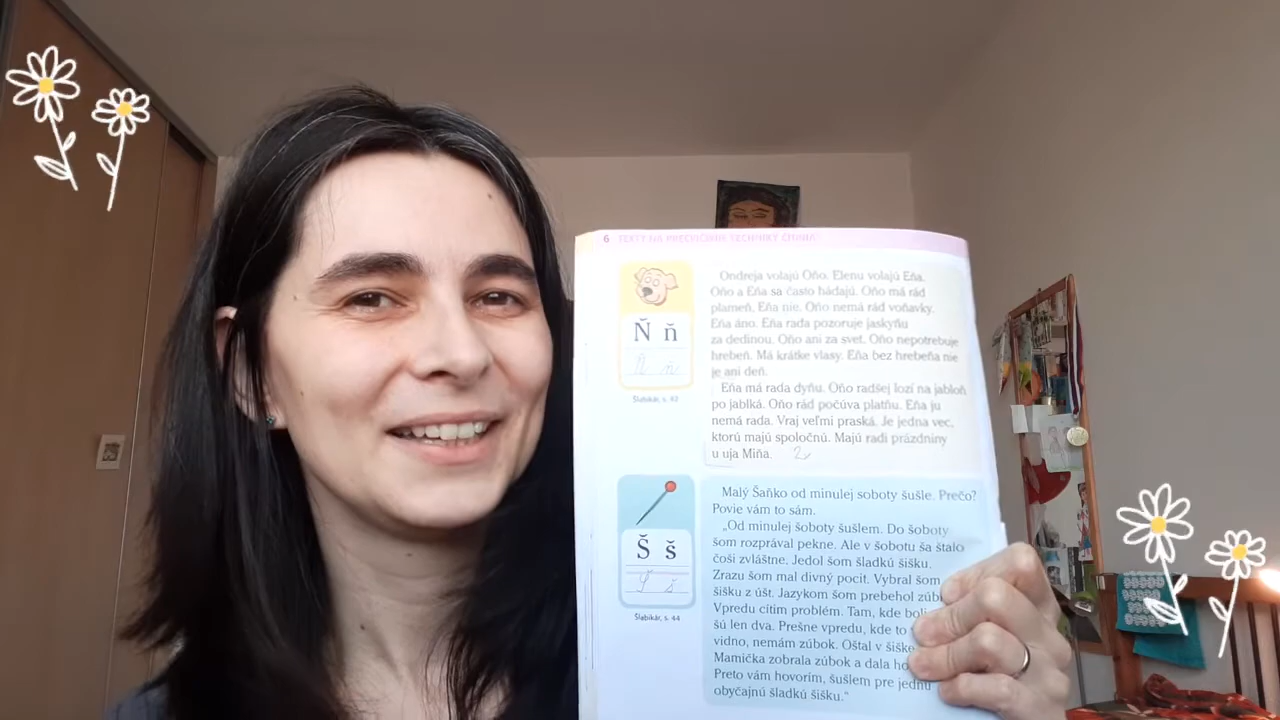 6 TEXTY NA PRECVIČENIE TECHNIKY ČÍTANIA
Ondreja volajú Oňo. Elenu volajú Eňa.
Oňo a Eňa sa často hádajú. Oňo má rád
plameň, Eňa nie. Oňo nemá rád voňavky.
Eňa áno. Eňa rada pozoruje jaskyňu
za dedinou. Oňo ani za svet. Oňo nepotrebuje
hrebeň. Má krátke vlasy. Eňa bez hrebeňa nie
je ani deň.
Eňa má rada dyňu. Oňo radšej lozí na jabloň
po jablká. Oňo rád počúva platňu. Eňa ju
nemá rada. Vraj veľmi praská. Je jedna vec,
ktorú majú spoločnú. Majú radi prázdniny
u uja Miňa. 2x
Ň ň
Ň ň
Šlabikár, s. 42
Malý Šaňko od minulej soboty šušle. Prečo?
Povie vám to sám.
„Od minulej šoboty šušlem. Do šoboty
šom rozprával pekne. Ale v šobotu ša štalo
čoši zvláštne. Jedol šom šladkú šišku.
Zrazu šom mal divný pocit. Vybral šom
šišku z úšt. Jazykom šom prebehol
Vpredu cítim problém. Tam, kde
šú len dva. Prešne vpredu, kde to
vidno, nemám zúbok. Oštal v
Mamička zobrala zúbok a dala
Preto vám hovorím, šušlem pre jednu
obyčajnú šladkú šišku."
Š š
Š š
Šlabikár, s. 44